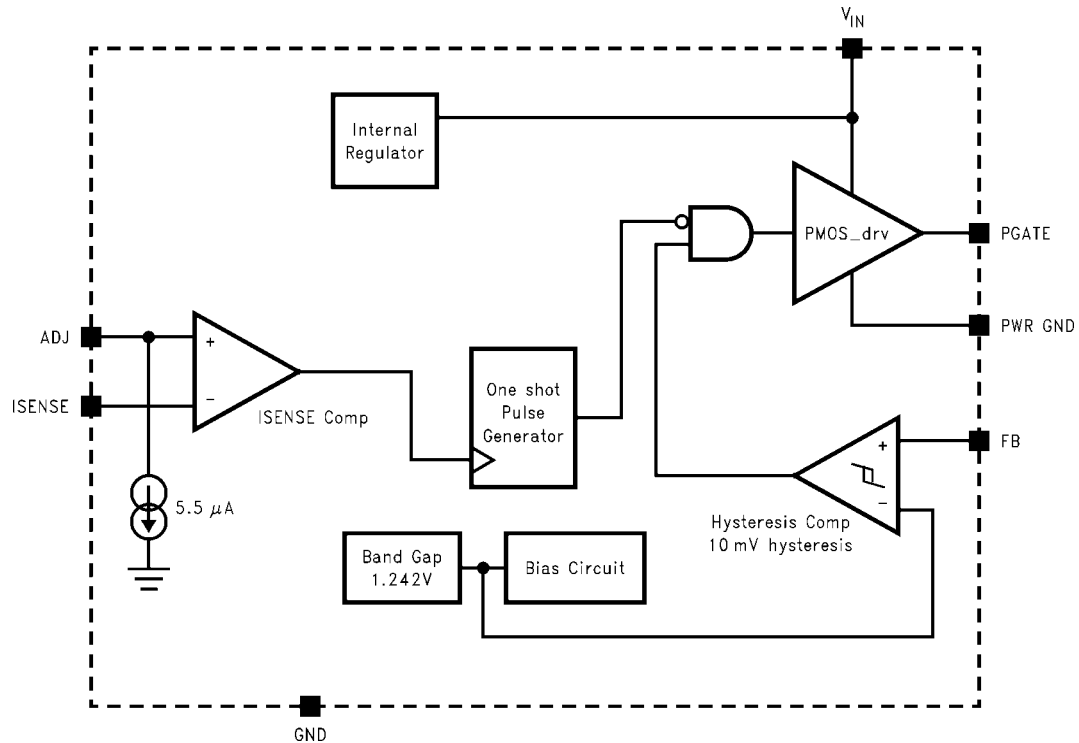 VIN
Internal
Regulator
PMOS_drv
PGATE
ADJ
+
PWR GND
ISENSE
-
ISENSE Comp
One shot
Pulse
Generator
+
FB
5.5 μA
-
Hysteresis Comp
10 mV hysteresis
Band Gap
1.242V
Bias Circuit
GND